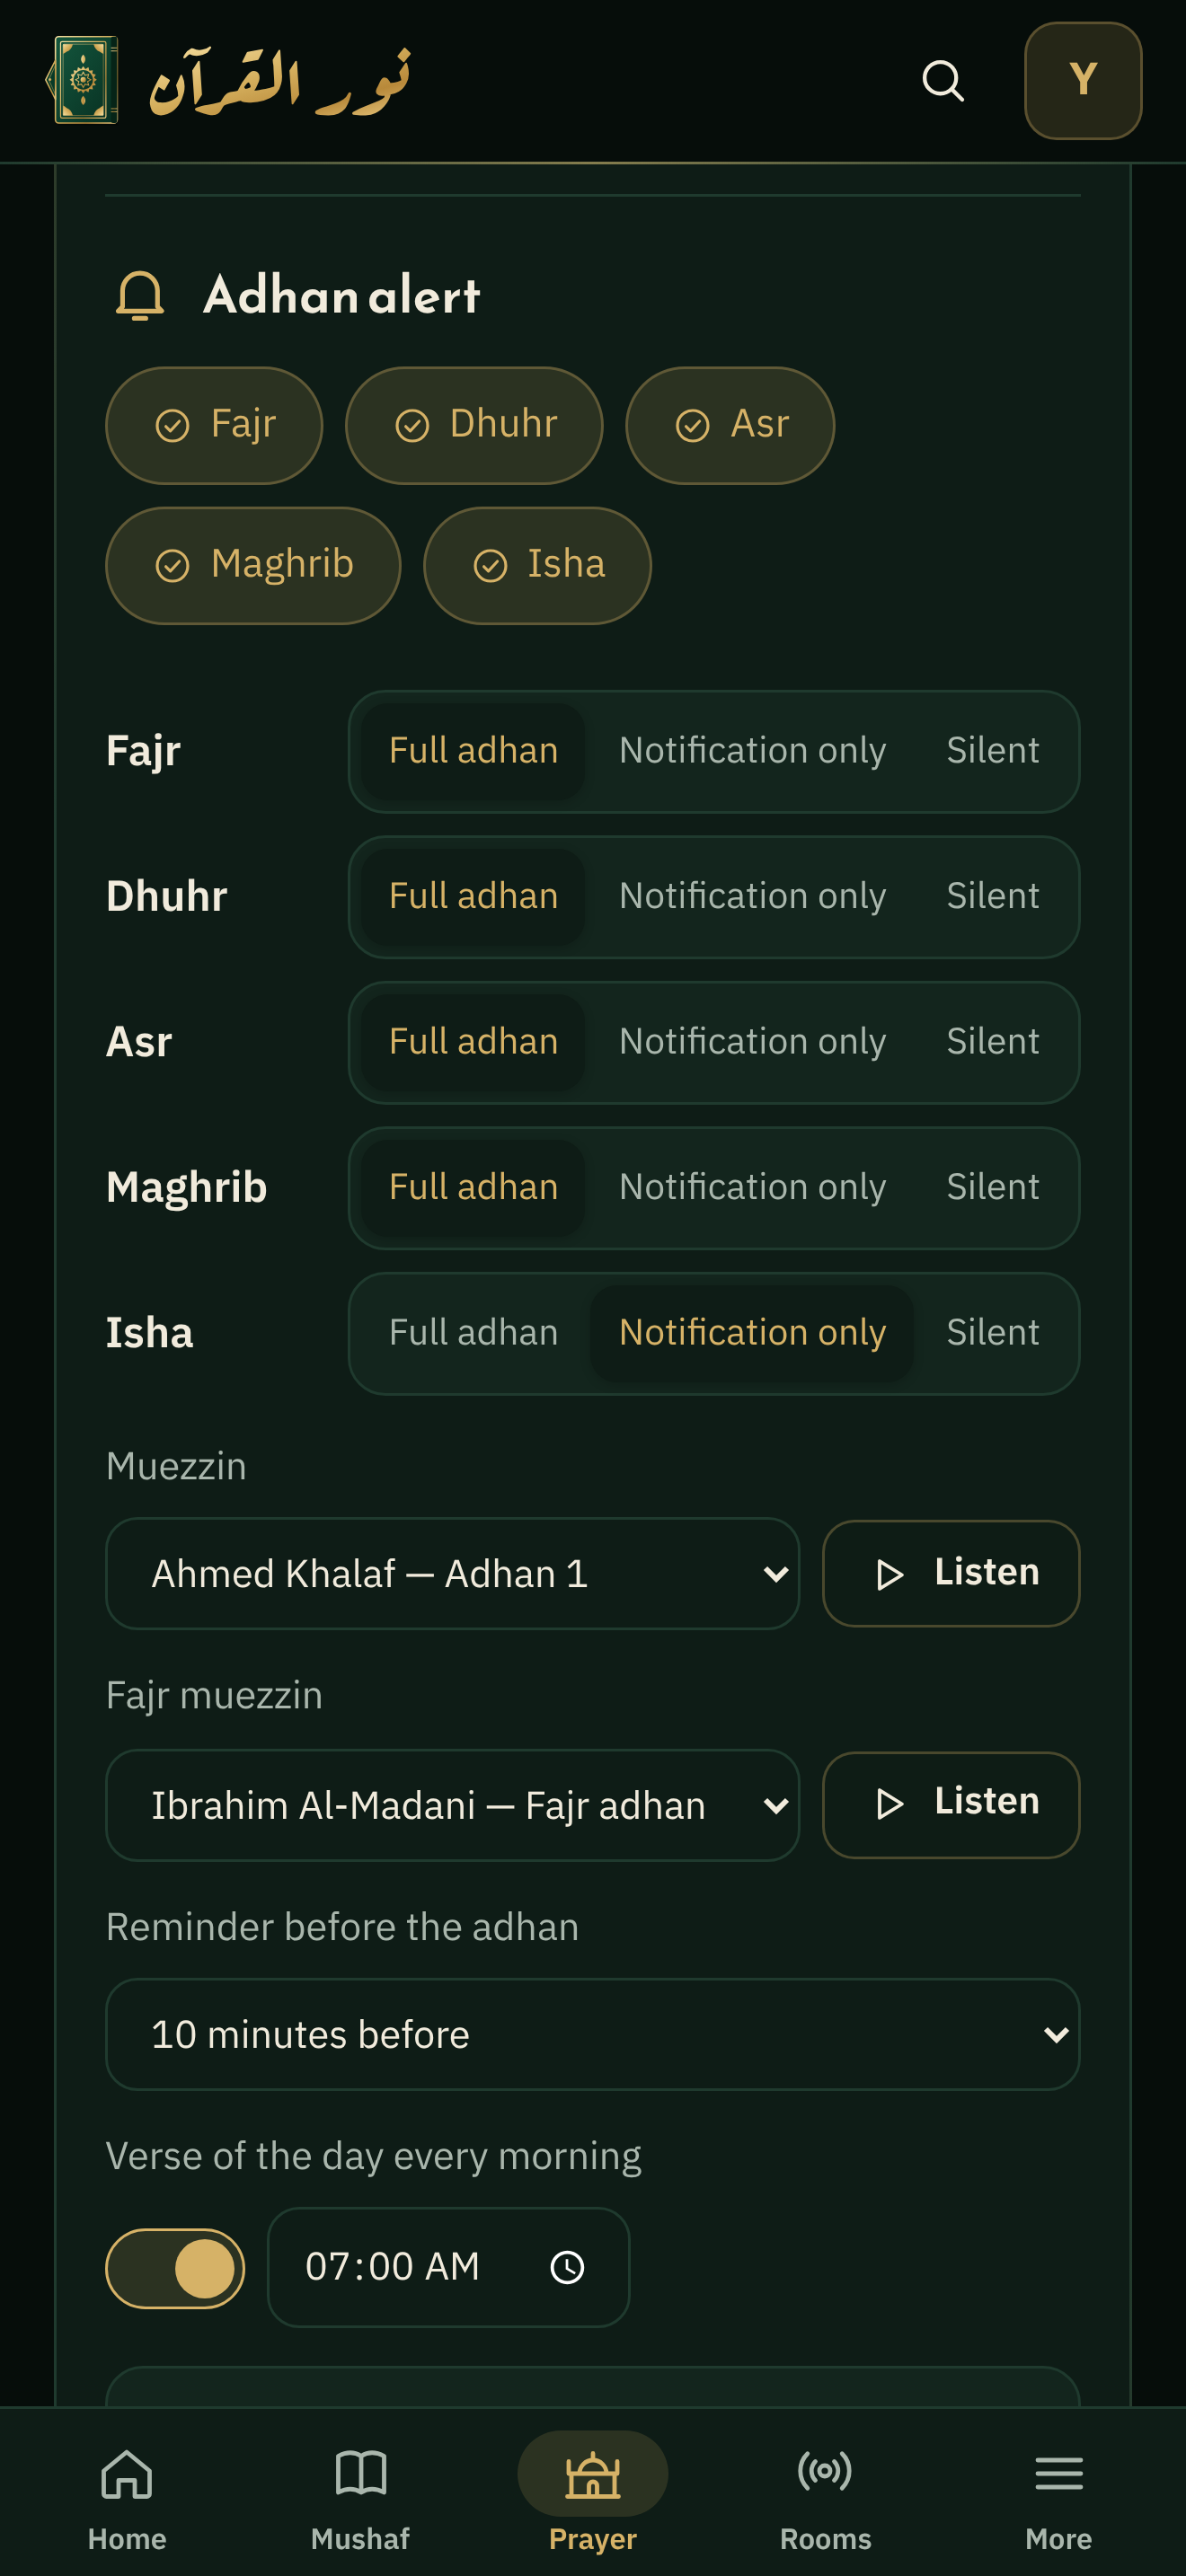 نور القرآن
Y
Adhan alert
Fajr
Dhuhr
Asr
Maghrib
Isha
Fajr Full adhan Notification only Silent
Dhuhr Full adhan Notification only Silent
Asr Full adhan Notification only Silent
Maghrib Full adhan Notification only Silent
Isha Full adhan Notification only Silent
Muezzin
Ahmed Khalaf — Adhan 1
Listen
Fajr muezzin
Ibrahim Al-Madani — Fajr adhan
Listen
Reminder before the adhan
10 minutes before
Verse of the day every morning
07:00 AM
Home
Mushaf
Prayer
Rooms
More